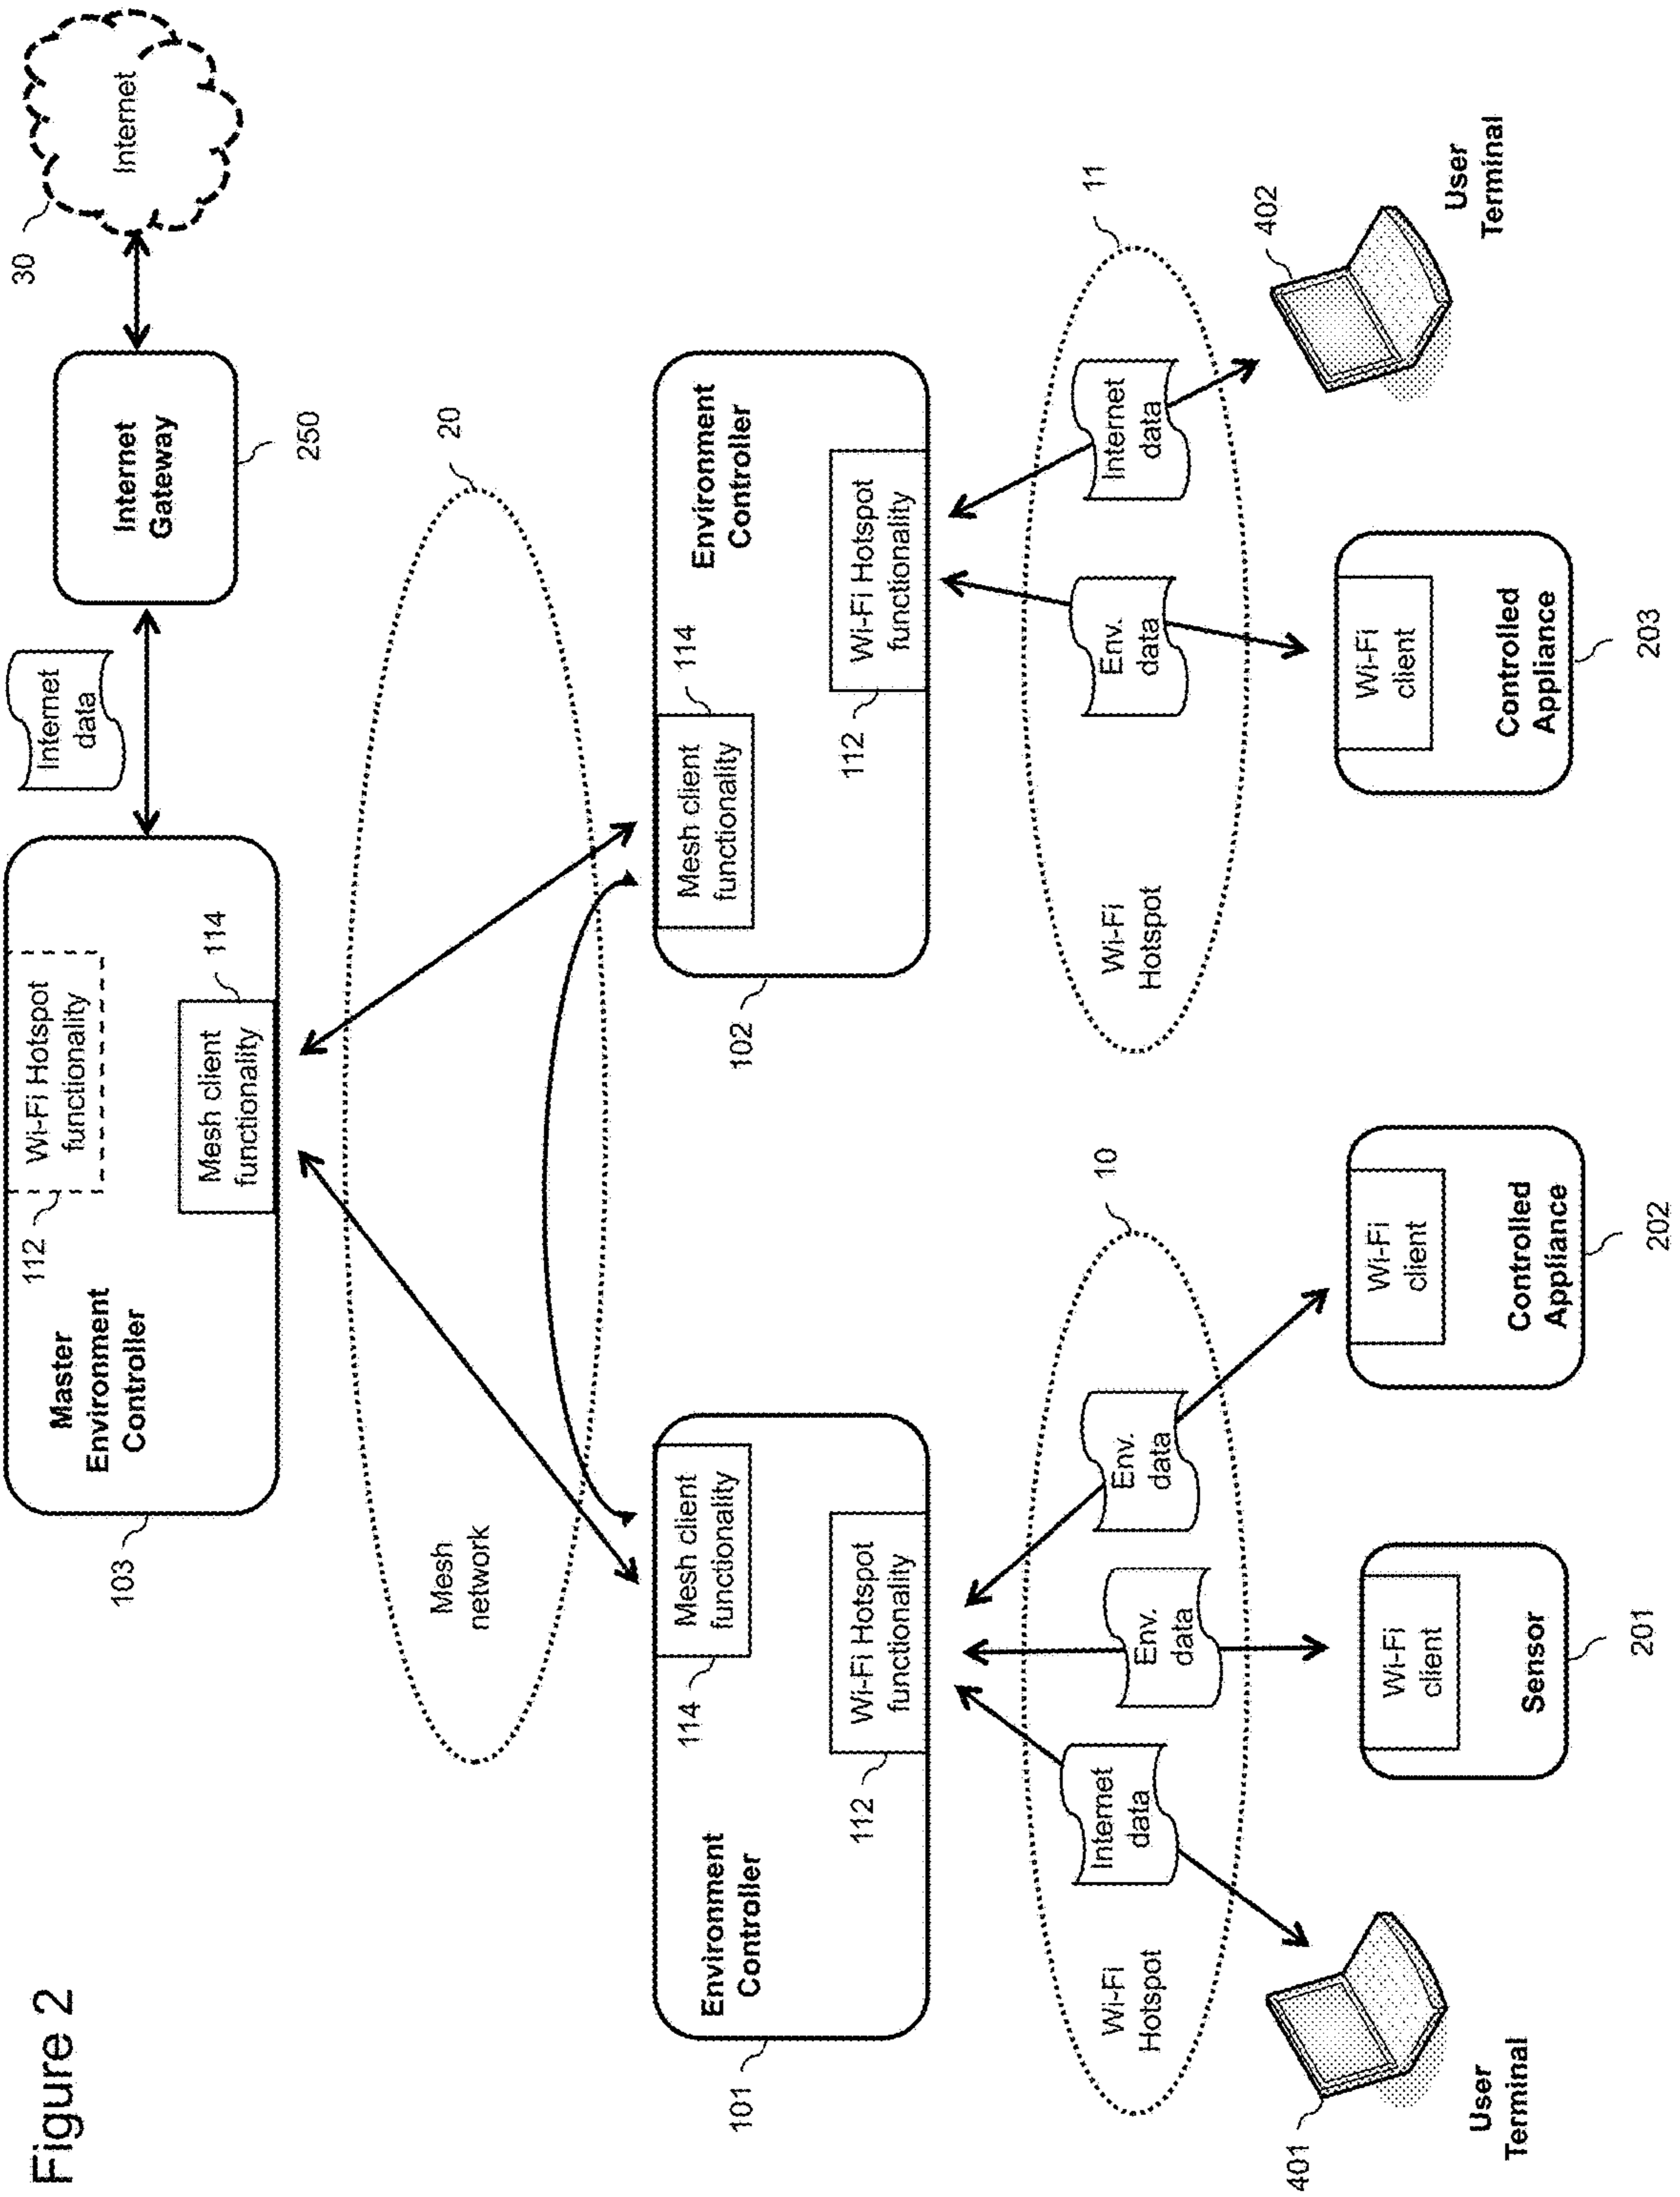 Figure 2
103
Master
Environment
Controller
112
Wi-Fi Hotspot
functionality
Mesh client
functionality
114
Internet
data
Internet
Gateway
250
30
Internet
Mesh
network
20
101
Environment
Controller
114
Mesh client
functionality
112
Wi-Fi Hotspot
functionality
102
Mesh client
functionality
114
Environment
Controller
112
Wi-Fi Hotspot
functionality
Wi-Fi
Hotspot
10
Internet
data
Env.
data
Env.
data
Wi-Fi
Hotspot
11
Env.
data
Internet
data
401
User
Terminal
Wi-Fi
client
Sensor
201
Wi-Fi
client
Controlled
Appliance
202
Wi-Fi
client
Controlled
Appliance
203
402
User
Terminal